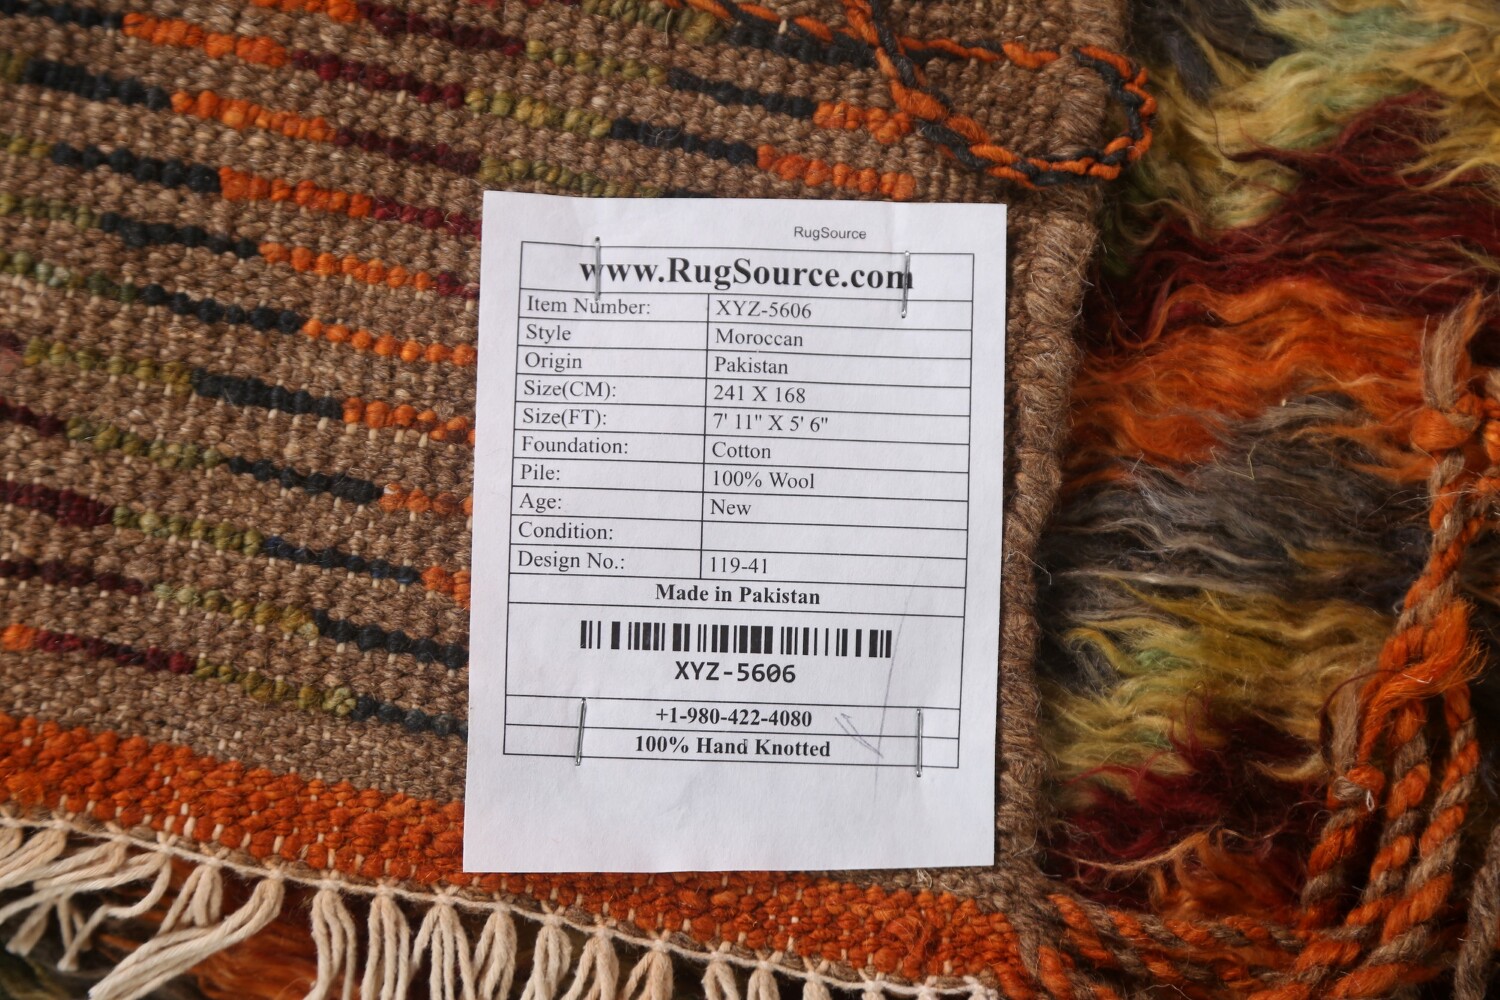 RugSource
www.RugSource.com
Item Number: XYZ-5606
Style Moroccan
Origin Pakistan
Size(CM): 241 X 168
Size(FT): 7' 11" X 5' 6"
Foundation: Cotton
Pile: 100% Wool
Age: New
Condition:
Design No.: 119-41
Made in Pakistan
XYZ-5606
+1-980-422-4080
100% Hand Knotted